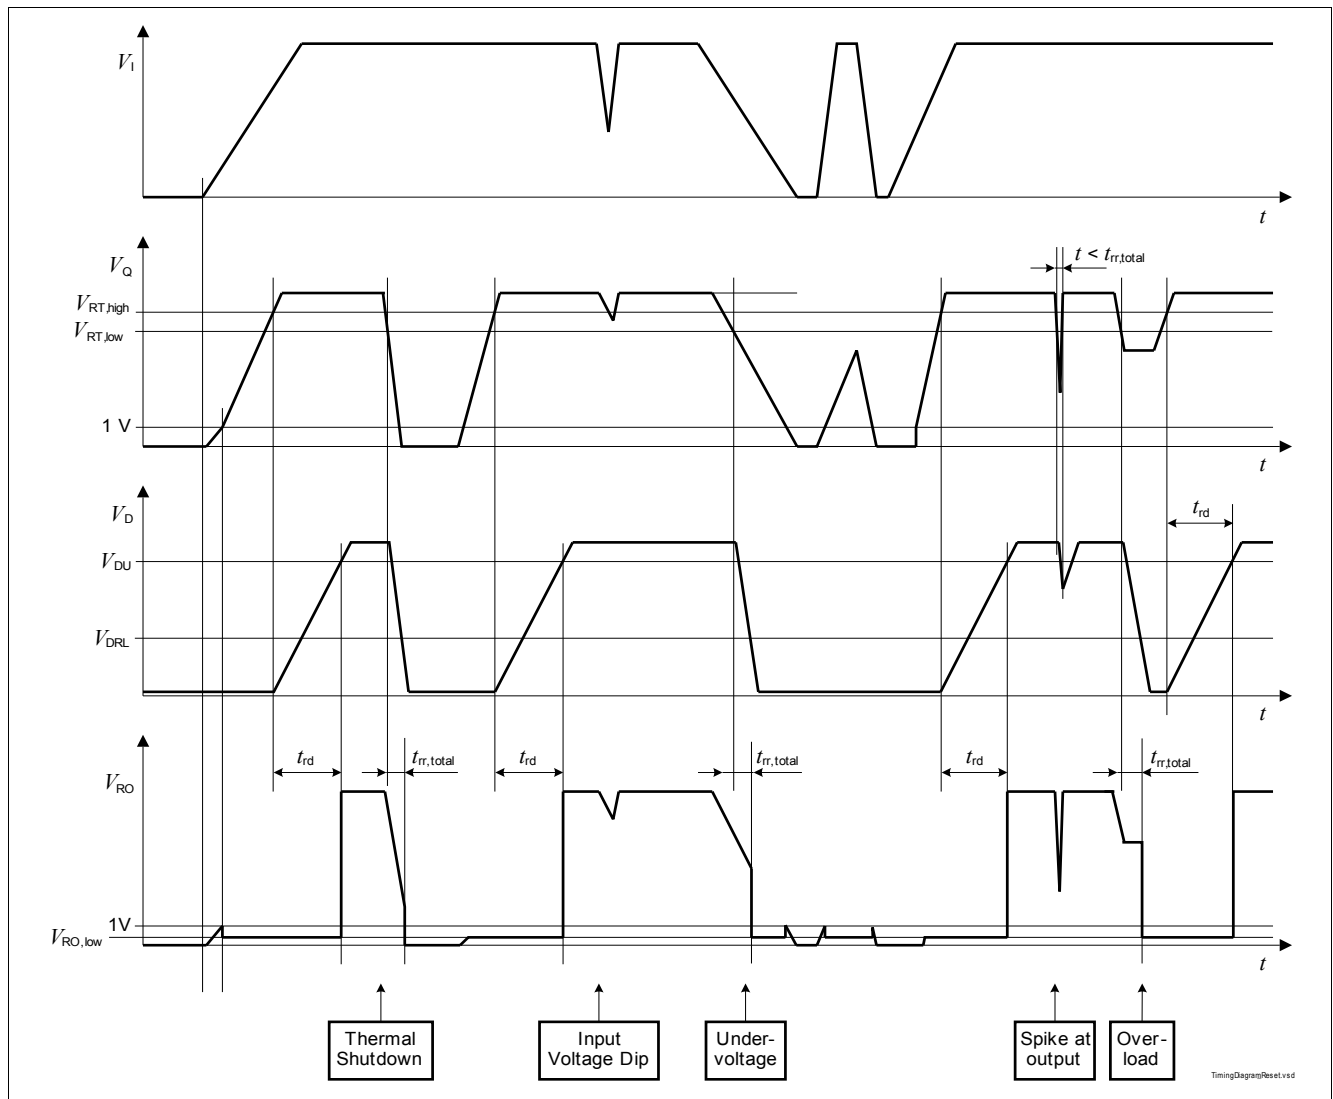 V_I
t
V_Q
t < t_rr,total
V_RT,high
V_RT,low
1 V
t
V_D
t_rd
V_DU
V_DRL
t
t_rd
t_rr,total
t_rd
t_rr,total
t_rd
t_rr,total
V_RO
1V
V_RO,low
t
Thermal
Shutdown
Input
Voltage Dip
Under-
voltage
Spike at
output
Over-
load
TimingDiagramReset.vsd